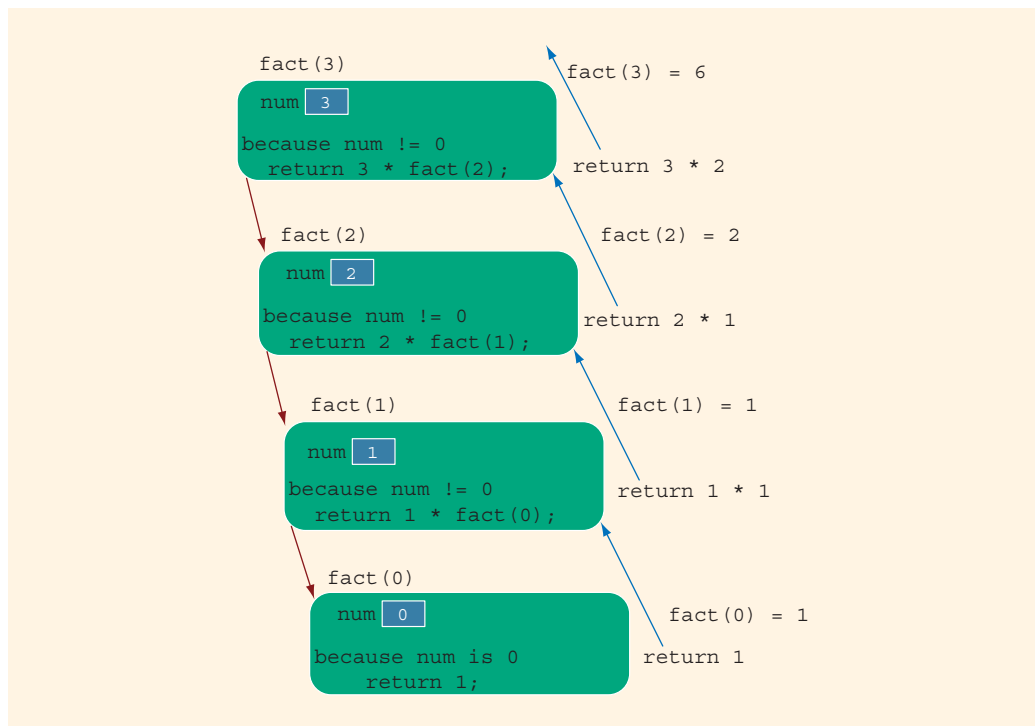 fact(3)
fact(3) = 6
num 3
because num != 0
return 3 * fact(2);
return 3 * 2
fact(2)
fact(2) = 2
num 2
because num != 0
return 2 * fact(1);
return 2 * 1
fact(1)
fact(1) = 1
num 1
because num != 0
return 1 * fact(0);
return 1 * 1
fact(0)
fact(0) = 1
num 0
because num is 0
return 1;
return 1